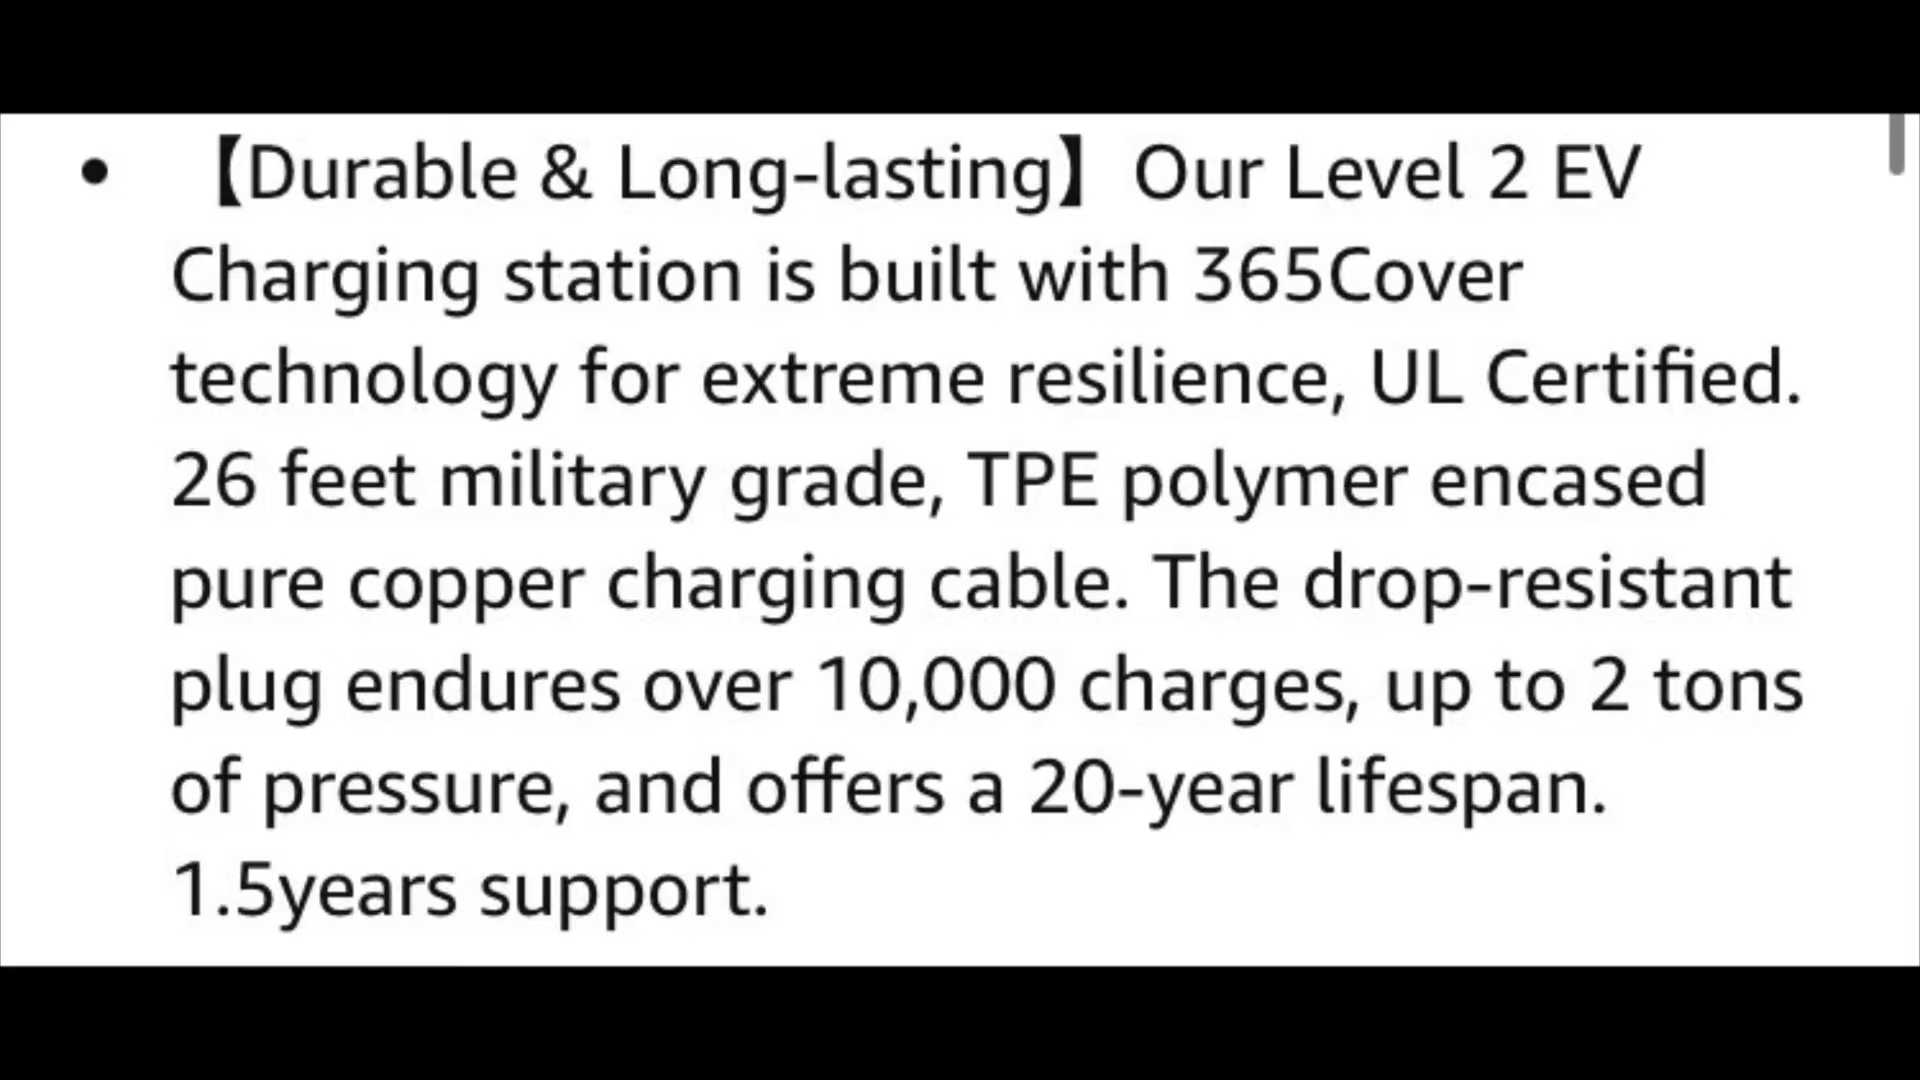 • 【Durable & Long-lasting】 Our Level 2 EV
Charging station is built with 365Cover
technology for extreme resilience, UL Certified.
26 feet military grade, TPE polymer encased
pure copper charging cable. The drop-resistant
plug endures over 10,000 charges, up to 2 tons
of pressure, and offers a 20-year lifespan.
1.5years support.